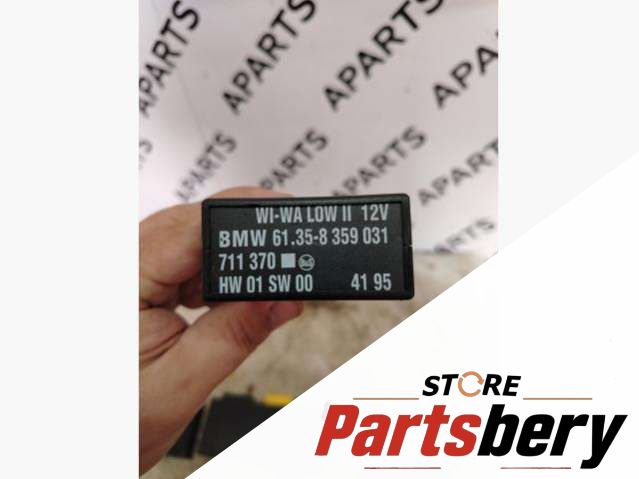 APARTS
APARTS
APARTS
APARTS
APARTS
WI-WA LOW II 12V
BMW 61.35-8 359 031
711 370
HW 01 SW 00 41 95
STORE
Partsbery